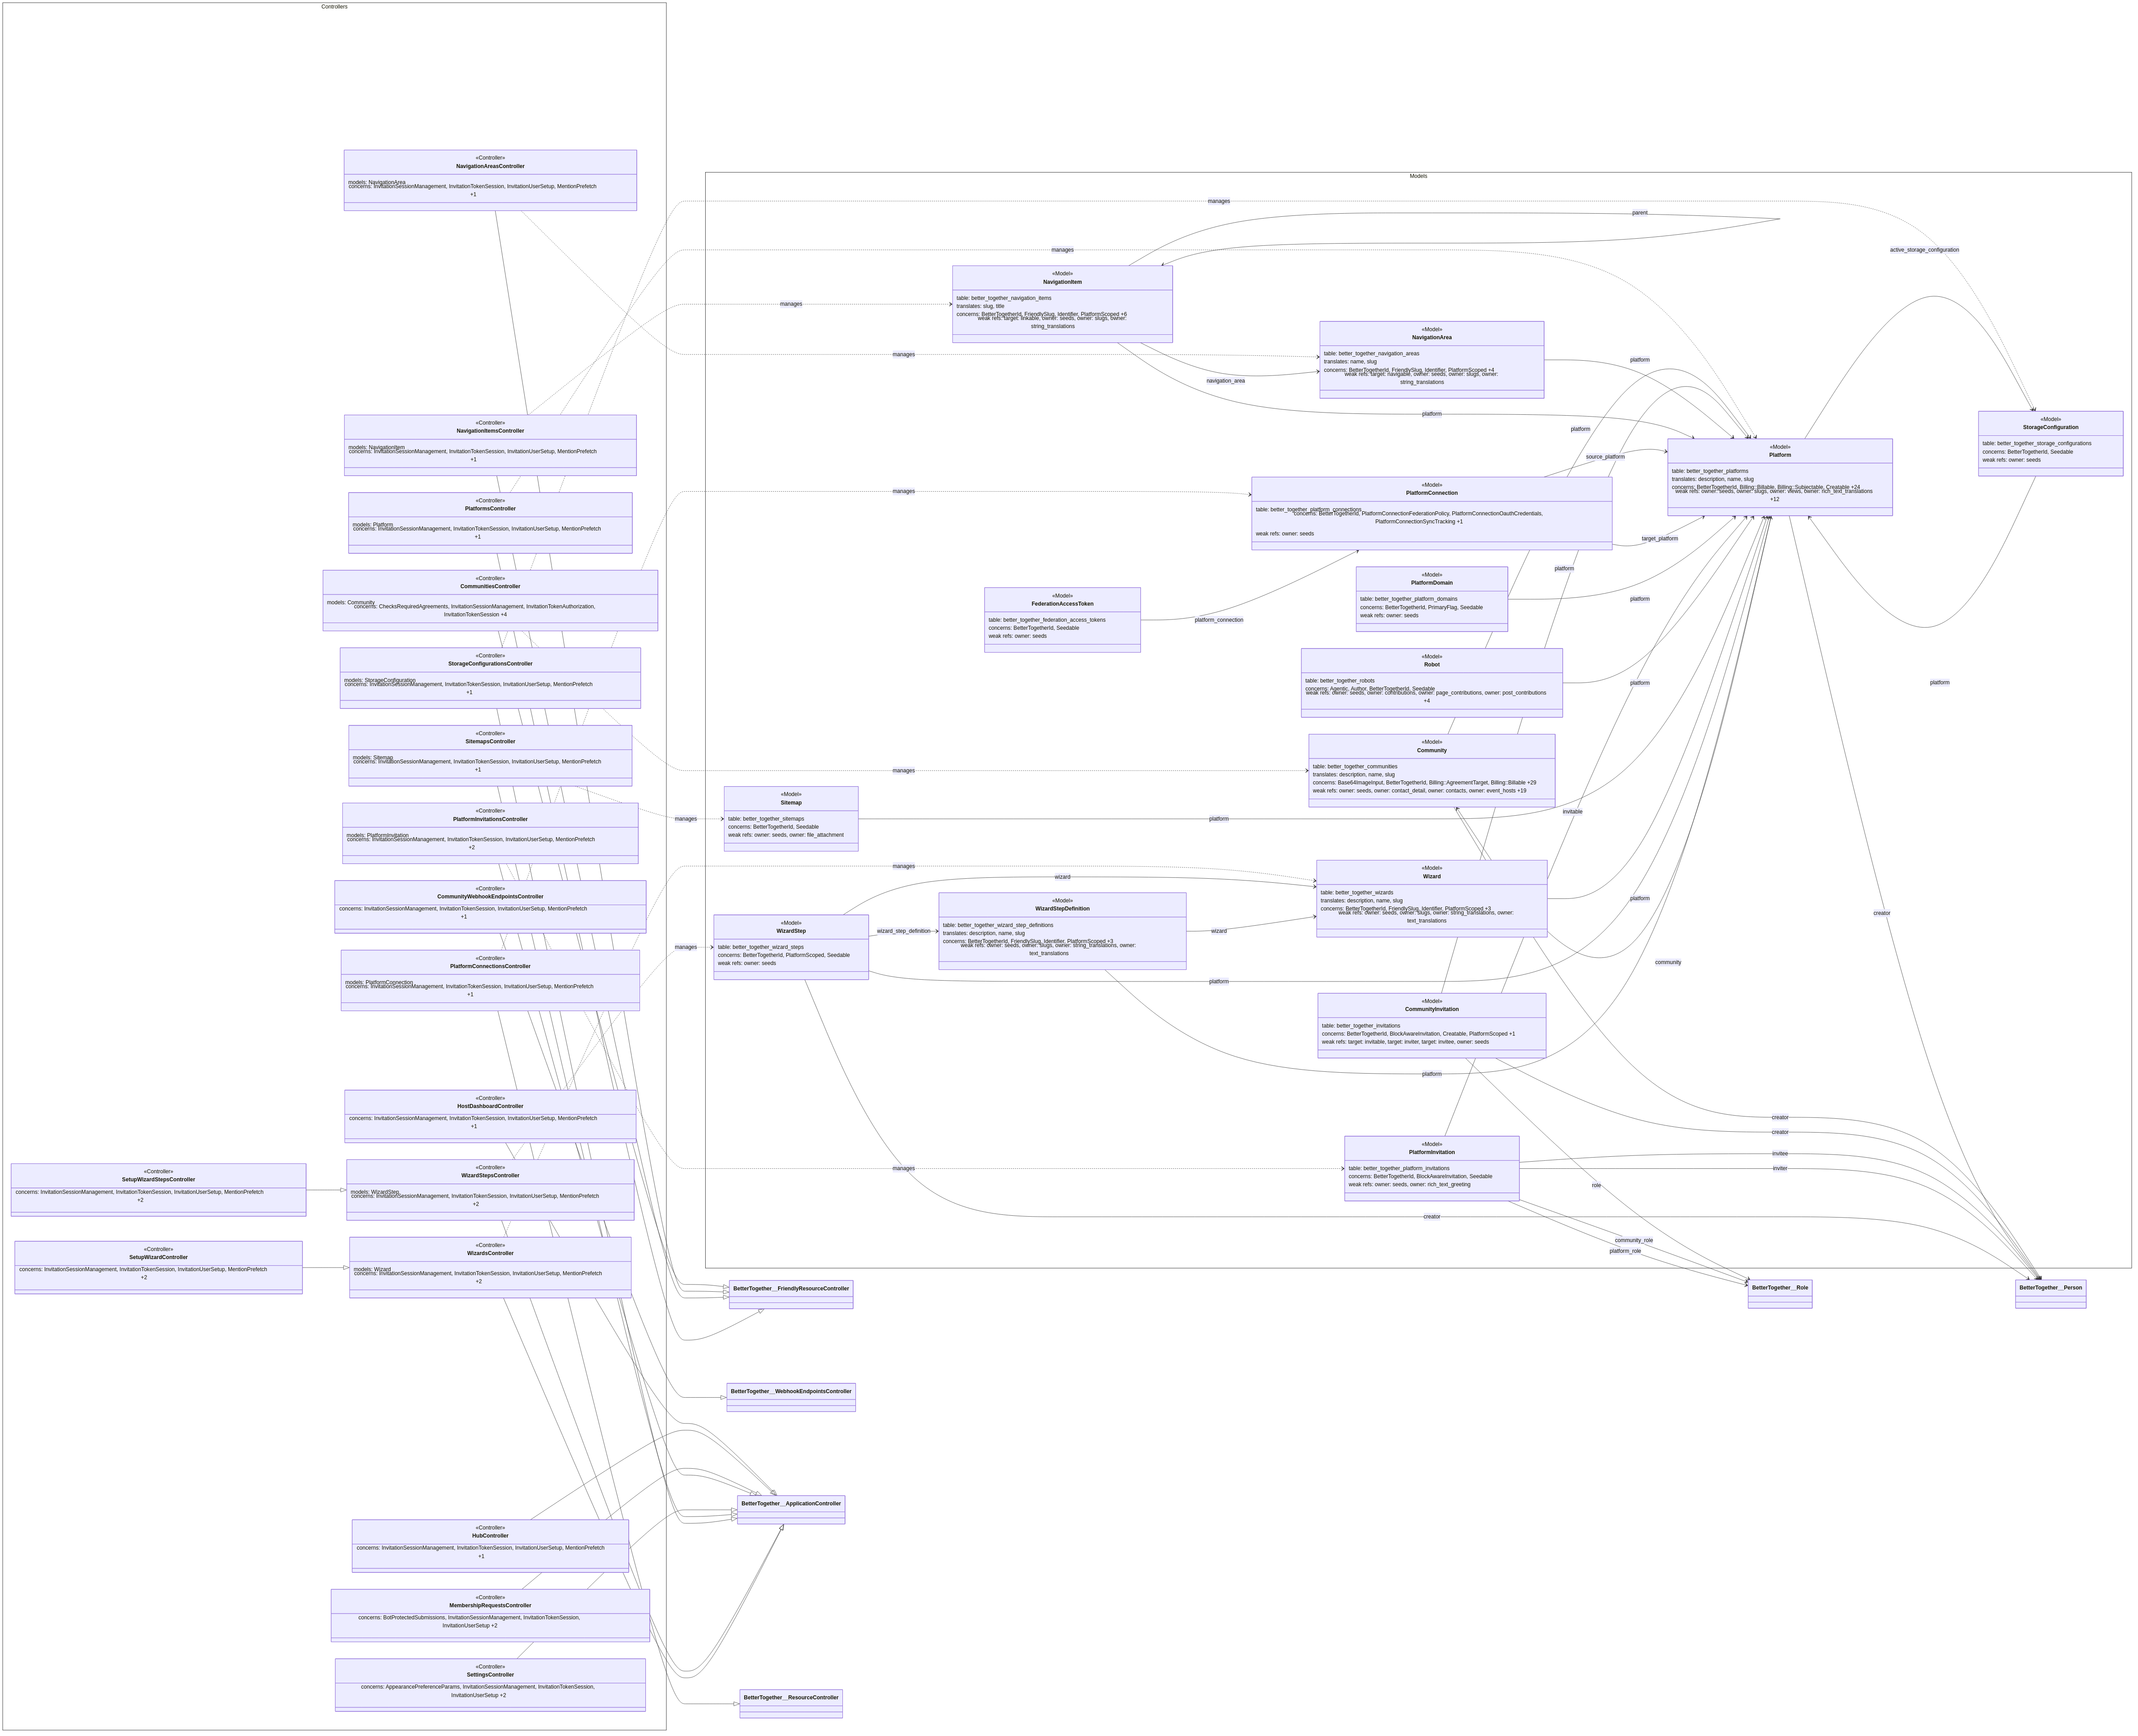 Controllers
«Controller»
NavigationAreasController
models: NavigationArea
concerns: InvitationSessionManagement, InvitationTokenSession, InvitationUserSetup, MentionPrefetch
+1
«Controller»
NavigationItemsController
models: NavigationItem
concerns: InvitationSessionManagement, InvitationTokenSession, InvitationUserSetup, MentionPrefetch
+1
«Controller»
PlatformsController
models: Platform
concerns: InvitationSessionManagement, InvitationTokenSession, InvitationUserSetup, MentionPrefetch
+1
«Controller»
CommunitiesController
models: Community
concerns: ChecksRequiredAgreements, InvitationSessionManagement, InvitationTokenAuthorization,
InvitationTokenSession +4
«Controller»
StorageConfigurationsController
models: StorageConfiguration
concerns: InvitationSessionManagement, InvitationTokenSession, InvitationUserSetup, MentionPrefetch
+1
«Controller»
SitemapsController
models: Sitemap
concerns: InvitationSessionManagement, InvitationTokenSession, InvitationUserSetup, MentionPrefetch
+1
«Controller»
PlatformInvitationsController
models: PlatformInvitation
concerns: InvitationSessionManagement, InvitationTokenSession, InvitationUserSetup, MentionPrefetch
+2
«Controller»
CommunityWebhookEndpointsController
concerns: InvitationSessionManagement, InvitationTokenSession, InvitationUserSetup, MentionPrefetch
+1
«Controller»
PlatformConnectionsController
models: PlatformConnection
concerns: InvitationSessionManagement, InvitationTokenSession, InvitationUserSetup, MentionPrefetch
+1
«Controller»
HostDashboardController
concerns: InvitationSessionManagement, InvitationTokenSession, InvitationUserSetup, MentionPrefetch
+1
«Controller»
SetupWizardStepsController
concerns: InvitationSessionManagement, InvitationTokenSession, InvitationUserSetup, MentionPrefetch
+2
«Controller»
WizardStepsController
models: WizardStep
concerns: InvitationSessionManagement, InvitationTokenSession, InvitationUserSetup, MentionPrefetch
+2
«Controller»
SetupWizardController
concerns: InvitationSessionManagement, InvitationTokenSession, InvitationUserSetup, MentionPrefetch
+2
«Controller»
WizardsController
models: Wizard
concerns: InvitationSessionManagement, InvitationTokenSession, InvitationUserSetup, MentionPrefetch
+2
«Controller»
HubController
concerns: InvitationSessionManagement, InvitationTokenSession, InvitationUserSetup, MentionPrefetch
+1
«Controller»
MembershipRequestsController
concerns: BotProtectedSubmissions, InvitationSessionManagement, InvitationTokenSession,
InvitationUserSetup +2
«Controller»
SettingsController
concerns: AppearancePreferenceParams, InvitationSessionManagement, InvitationTokenSession,
InvitationUserSetup +2
Models
manages
parent
manages
active_storage_configuration
«Model»
NavigationItem
table: better_together_navigation_items
translates: slug, title
concerns: BetterTogetherId, FriendlySlug, Identifier, PlatformScoped +6
weak refs: target: linkable, owner: seeds, owner: slugs, owner:
string_translations
manages
«Model»
NavigationArea
table: better_together_navigation_areas
translates: name, slug
concerns: BetterTogetherId, FriendlySlug, Identifier, PlatformScoped +4
weak refs: target: navigable, owner: seeds, owner: slugs, owner:
string_translations
manages
platform
navigation_area
platform
«Model»
StorageConfiguration
table: better_together_storage_configurations
concerns: BetterTogetherId, Seedable
weak refs: owner: seeds
platform
«Model»
Platform
table: better_together_platforms
translates: description, name, slug
concerns: BetterTogetherId, Billing::Billable, Billing::Subjectable, Creatable +24
weak refs: owner: seeds, owner: slugs, owner: views, owner: rich_text_translations
+12
source_platform
manages
«Model»
PlatformConnection
table: better_together_platform_connections
concerns: BetterTogetherId, PlatformConnectionFederationPolicy, PlatformConnectionOauthCredentials,
PlatformConnectionSyncTracking +1
weak refs: owner: seeds
target_platform
platform
«Model»
PlatformDomain
table: better_together_platform_domains
concerns: BetterTogetherId, PrimaryFlag, Seedable
weak refs: owner: seeds
platform
«Model»
FederationAccessToken
table: better_together_federation_access_tokens
concerns: BetterTogetherId, Seedable
weak refs: owner: seeds
platform_connection
«Model»
Robot
table: better_together_robots
concerns: Agentic, Author, BetterTogetherId, Seedable
weak refs: owner: seeds, owner: contributions, owner: page_contributions, owner: post_contributions
+4
platform
platform
«Model»
Community
table: better_together_communities
translates: description, name, slug
concerns: Base64ImageInput, BetterTogetherId, Billing::AgreementTarget, Billing::Billable +29
weak refs: owner: seeds, owner: contact_detail, owner: contacts, owner: event_hosts +19
manages
«Model»
Sitemap
table: better_together_sitemaps
concerns: BetterTogetherId, Seedable
weak refs: owner: seeds, owner: file_attachment
manages
platform
invitable
manages
wizard
«Model»
Wizard
table: better_together_wizards
translates: description, name, slug
concerns: BetterTogetherId, FriendlySlug, Identifier, PlatformScoped +3
weak refs: owner: seeds, owner: slugs, owner: string_translations, owner:
text_translations
platform
creator
«Model»
WizardStep
table: better_together_wizard_steps
concerns: BetterTogetherId, PlatformScoped, Seedable
weak refs: owner: seeds
manages
wizard_step_definition
«Model»
WizardStepDefinition
table: better_together_wizard_step_definitions
translates: description, name, slug
concerns: BetterTogetherId, FriendlySlug, Identifier, PlatformScoped +3
weak refs: owner: seeds, owner: slugs, owner: string_translations, owner:
text_translations
wizard
community
platform
«Model»
CommunityInvitation
table: better_together_invitations
concerns: BetterTogetherId, BlockAwareInvitation, Creatable, PlatformScoped +1
weak refs: target: invitable, target: inviter, target: invitee, owner: seeds
platform
creator
creator
«Model»
PlatformInvitation
table: better_together_platform_invitations
concerns: BetterTogetherId, BlockAwareInvitation, Seedable
weak refs: owner: seeds, owner: rich_text_greeting
manages
invitee
inviter
role
creator
community_role
platform_role
BetterTogether__FriendlyResourceController
BetterTogether__Role
BetterTogether__Person
BetterTogether__WebhookEndpointsController
BetterTogether__ApplicationController
BetterTogether__ResourceController